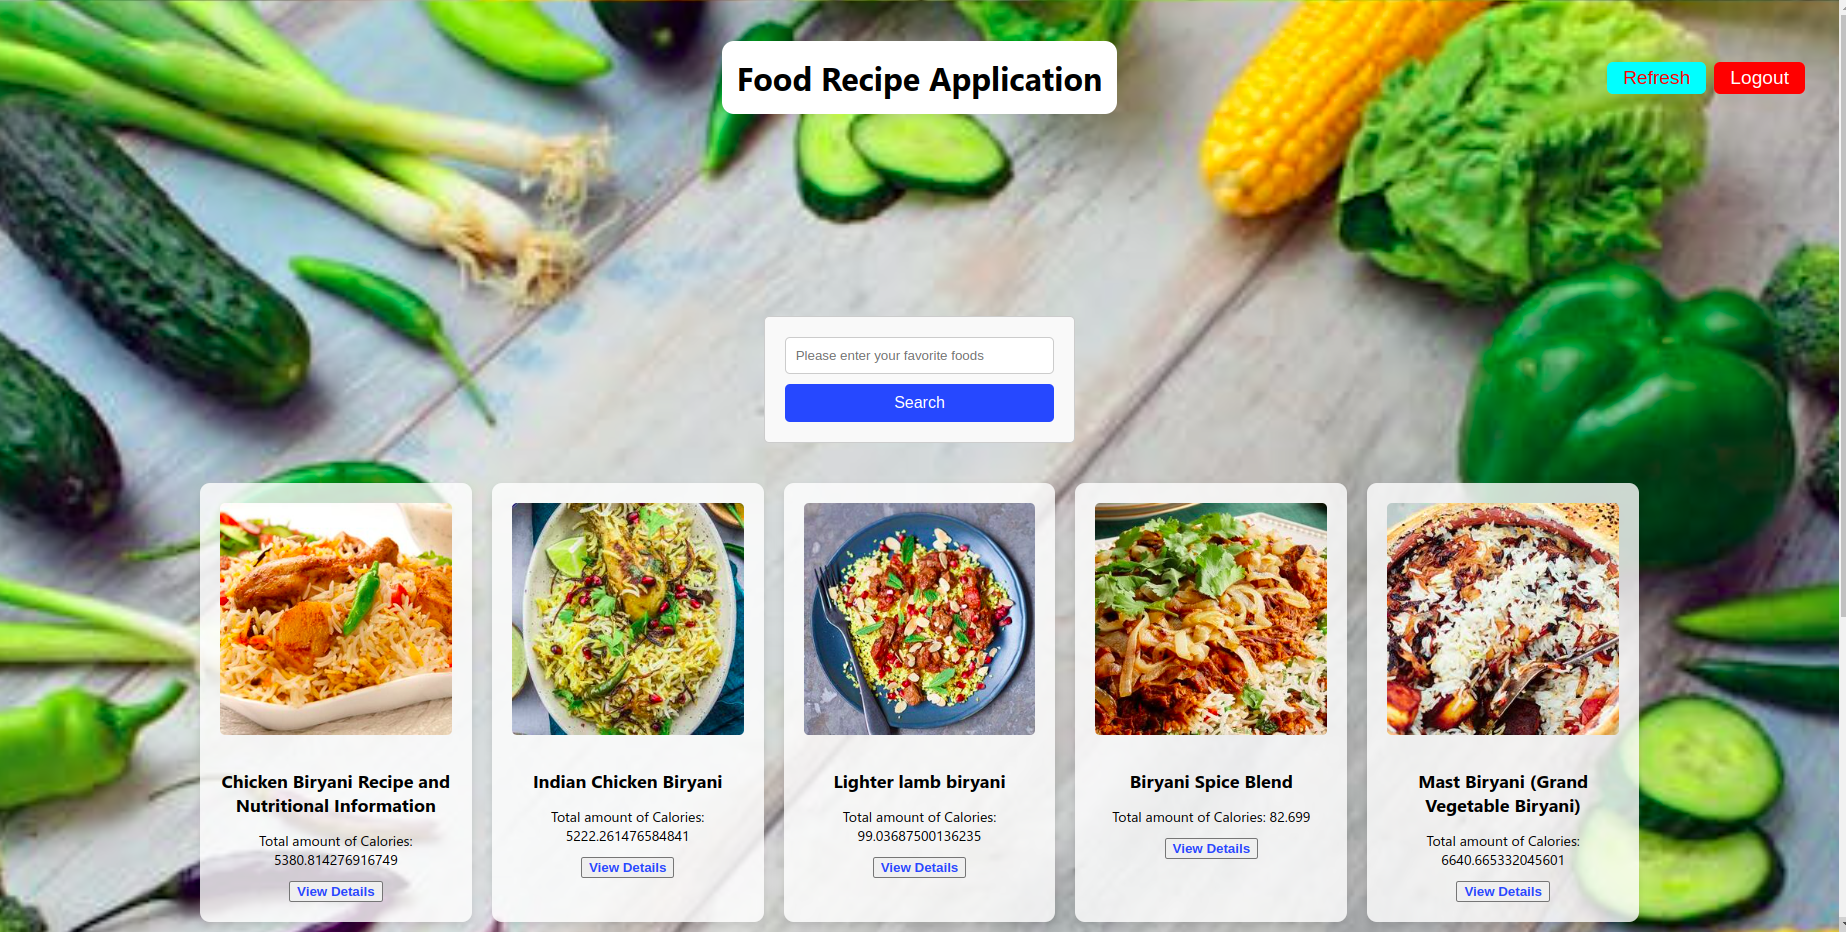 Food Recipe Application
Refresh
Logout
Please enter your favorite foods
Search
Chicken Biryani Recipe and
Nutritional Information
Total amount of Calories:
5380.814276916749
View Details
Indian Chicken Biryani
Total amount of Calories:
5222.261476584841
View Details
Lighter lamb biryani
Total amount of Calories:
99.03687500136235
View Details
Biryani Spice Blend
Total amount of Calories: 82.699
View Details
Mast Biryani (Grand
Vegetable Biryani)
Total amount of Calories:
6640.665332045601
View Details